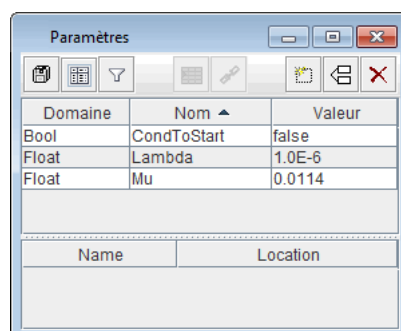 Paramètres
Domaine Nom Valeur
Bool CondToStart false
Float Lambda 1.0E-6
Float Mu 0.0114
Name Location